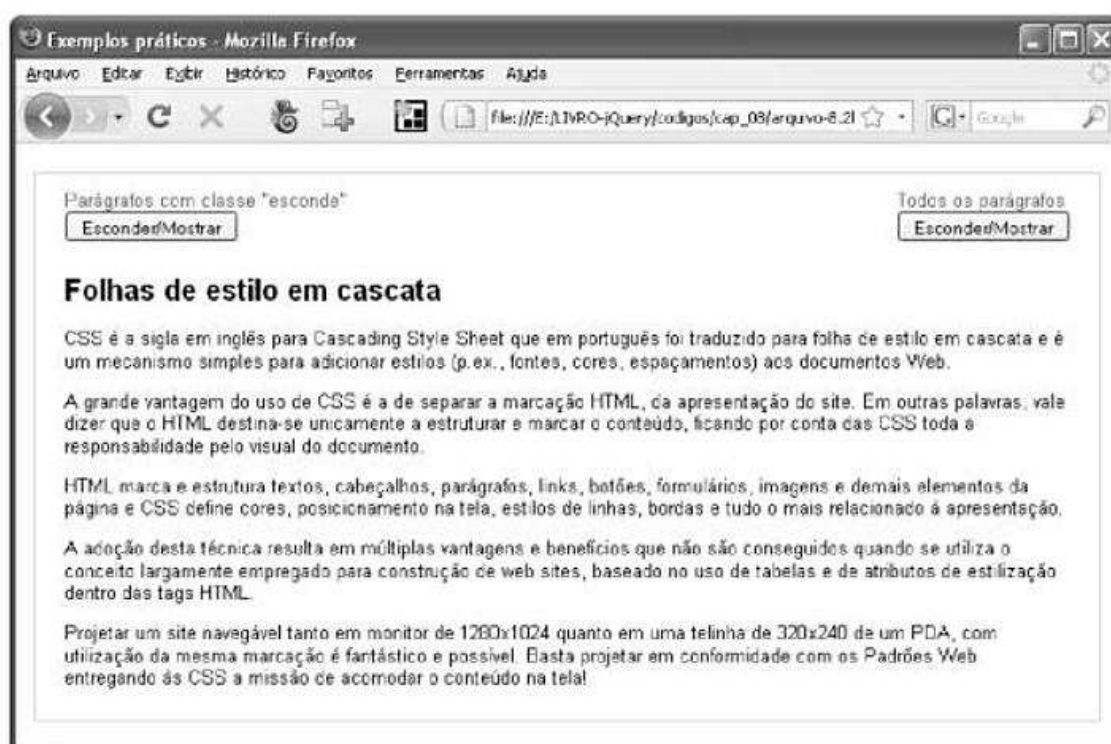 Exemplos práticos - Mozilla Firefox
Arquivo Editar Exibir Histórico Favoritos Ferramentas Ajuda
file:///E:/LIVRO-jQuery/codigos/cap_08/arquivo-8.2l Google
Parágrafos com classe "esconde" Todos os parágrafos
Esconder/Mostrar Esconder/Mostrar
Folhas de estilo em cascata
CSS é a sigla em inglês para Cascading Style Sheet que em português foi traduzido para folha de estilo em cascata e é
um mecanismo simples para adicionar estilos (p.ex., fontes, cores, espaçamentos) aos documentos Web.
A grande vantagem do uso de CSS é a de separar a marcação HTML, da apresentação do site. Em outras palavras, vale
dizer que o HTML destina-se unicamente a estruturar e marcar o conteúdo, ficando por conta das CSS toda a
responsabilidade pelo visual do documento.
HTML marca e estrutura textos, cabeçalhos, parágrafos, links, botões, formulários, imagens e demais elementos da
página e CSS define cores, posicionamento na tela, estilos de linhas, bordas e tudo o mais relacionado á apresentação.
A adoção desta técnica resulta em múltiplas vantagens e benefícios que não são conseguidos quando se utiliza o
conceito largamente empregado para construção de web sites, baseado no uso de tabelas e de atributos de estilização
dentro das tags HTML.
Projetar um site navegável tanto em monitor de 1280x1024 quanto em uma telinha de 320x240 de um PDA, com
utilização da mesma marcação é fantástico e possível. Basta projetar em conformidade com os Padrões Web
entregando ás CSS a missão de acomodar o conteúdo na tela!